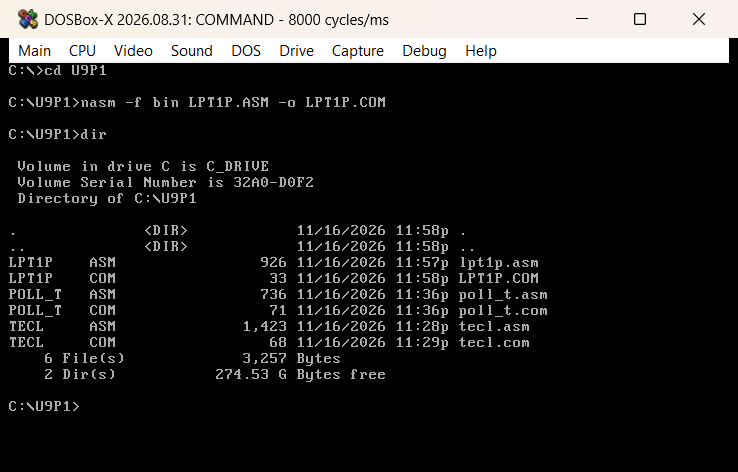 DOSBox-X 2026.08.31: COMMAND - 8000 cycles/ms
Main CPU Video Sound DOS Drive Capture Debug Help
C:\>cd U9P1
C:\U9P1>nasm -f bin LPT1P.ASM -o LPT1P.COM
C:\U9P1>dir
Volume in drive C is C_DRIVE
Volume Serial Number is 32A0-D0F2
Directory of C:\U9P1
. <DIR> 11/16/2026 11:58p .
.. <DIR> 11/16/2026 11:58p ..
LPT1P ASM 926 11/16/2026 11:57p lpt1p.asm
LPT1P COM 33 11/16/2026 11:58p LPT1P.COM
POLL_T ASM 736 11/16/2026 11:36p poll_t.asm
POLL_T COM 71 11/16/2026 11:36p poll_t.com
TECL ASM 1,423 11/16/2026 11:28p tecl.asm
TECL COM 68 11/16/2026 11:29p tecl.com
6 File(s) 3,257 Bytes
2 Dir(s) 274.53 G Bytes free
C:\U9P1>